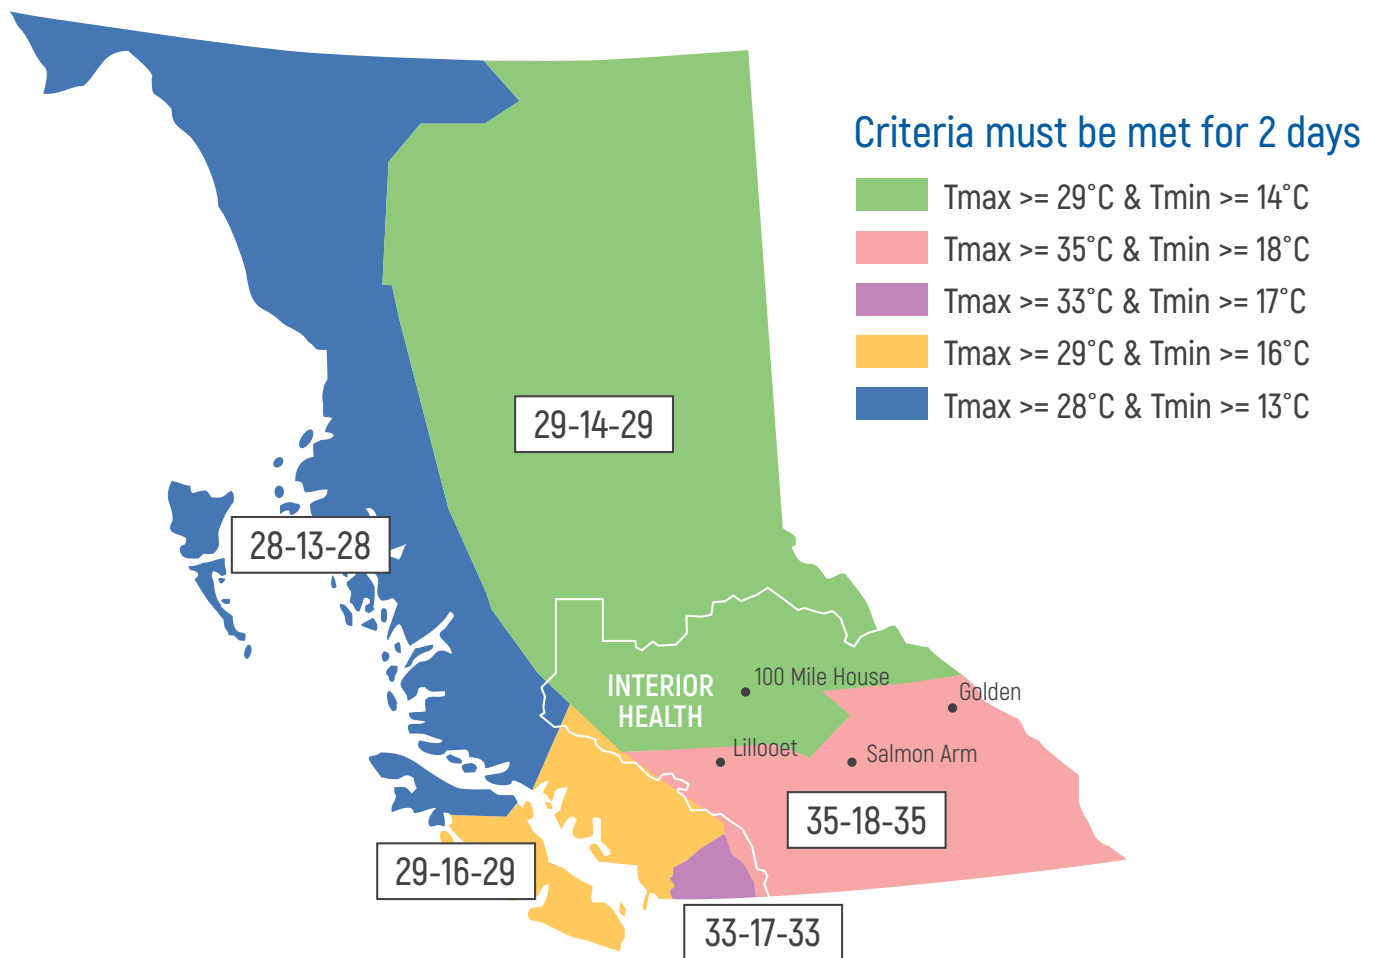 Criteria must be met for 2 days
Tmax >= 29°C & Tmin >= 14°C
Tmax >= 35°C & Tmin >= 18°C
Tmax >= 33°C & Tmin >= 17°C
Tmax >= 29°C & Tmin >= 16°C
Tmax >= 28°C & Tmin >= 13°C
29-14-29
28-13-28
INTERIOR
HEALTH
100 Mile House
Golden
Lillooet
Salmon Arm
35-18-35
29-16-29
33-17-33